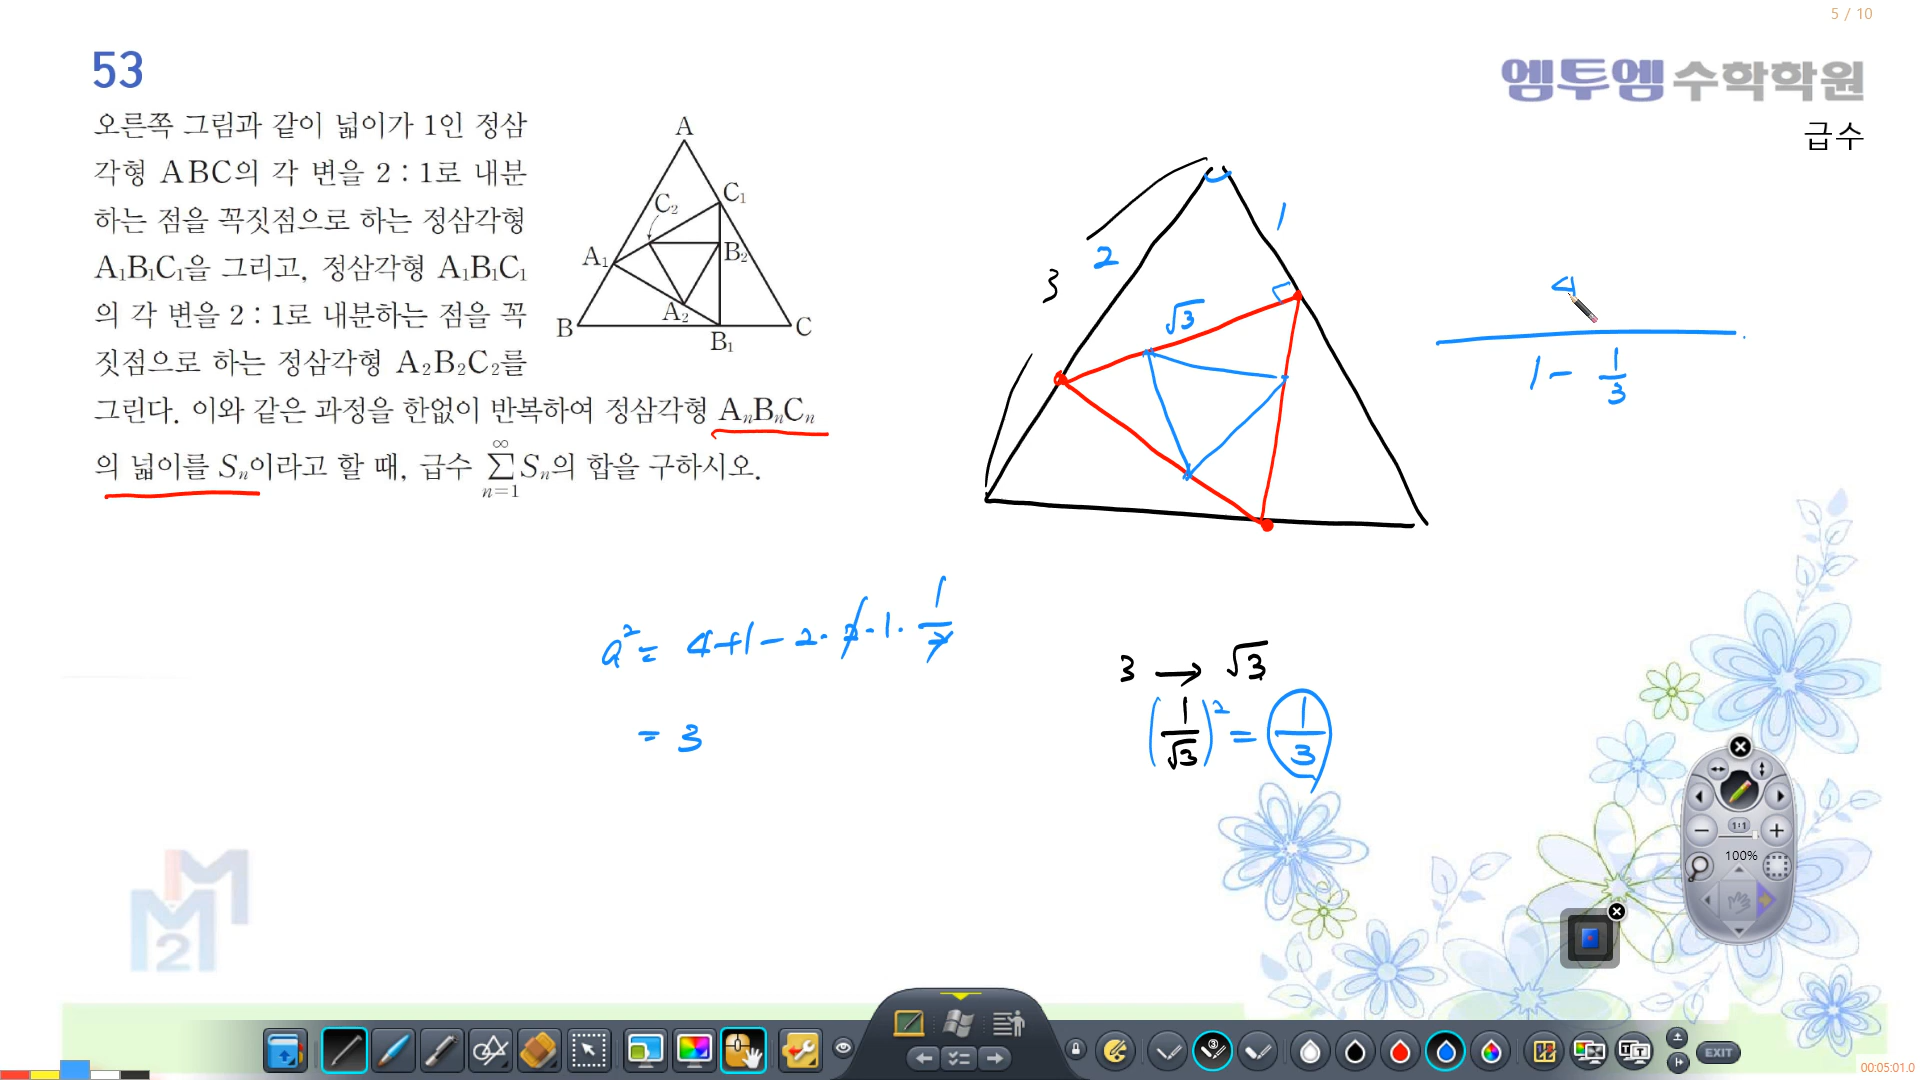 5 / 10
53
엠투엠수학학원
급수
오른쪽 그림과 같이 넓이가 1인 정삼
각형 ABC의 각 변을 2 : 1로 내분
하는 점을 꼭짓점으로 하는 정삼각형
A₁B₁C₁을 그리고, 정삼각형 A₁B₁C₁
의 각 변을 2 : 1로 내분하는 점을 꼭
짓점으로 하는 정삼각형 A₂B₂C₂를
그린다. 이와 같은 과정을 한없이 반복하여 정삼각형 AₙBₙCₙ
의 넓이를 Sₙ이라고 할 때, 급수 ∞∑n=1 Sₙ의 합을 구하시오.
A
C₁
C₂
A₁
B₂
A₂
B
B₁
C
1
2
3
√3
1 - 1/3
a² = 4+1-2·2·1·1/2
= 3
3 → √3
(1/√3)² = 1/3
M2M
1:1
100%
EXIT
00:05:01.0